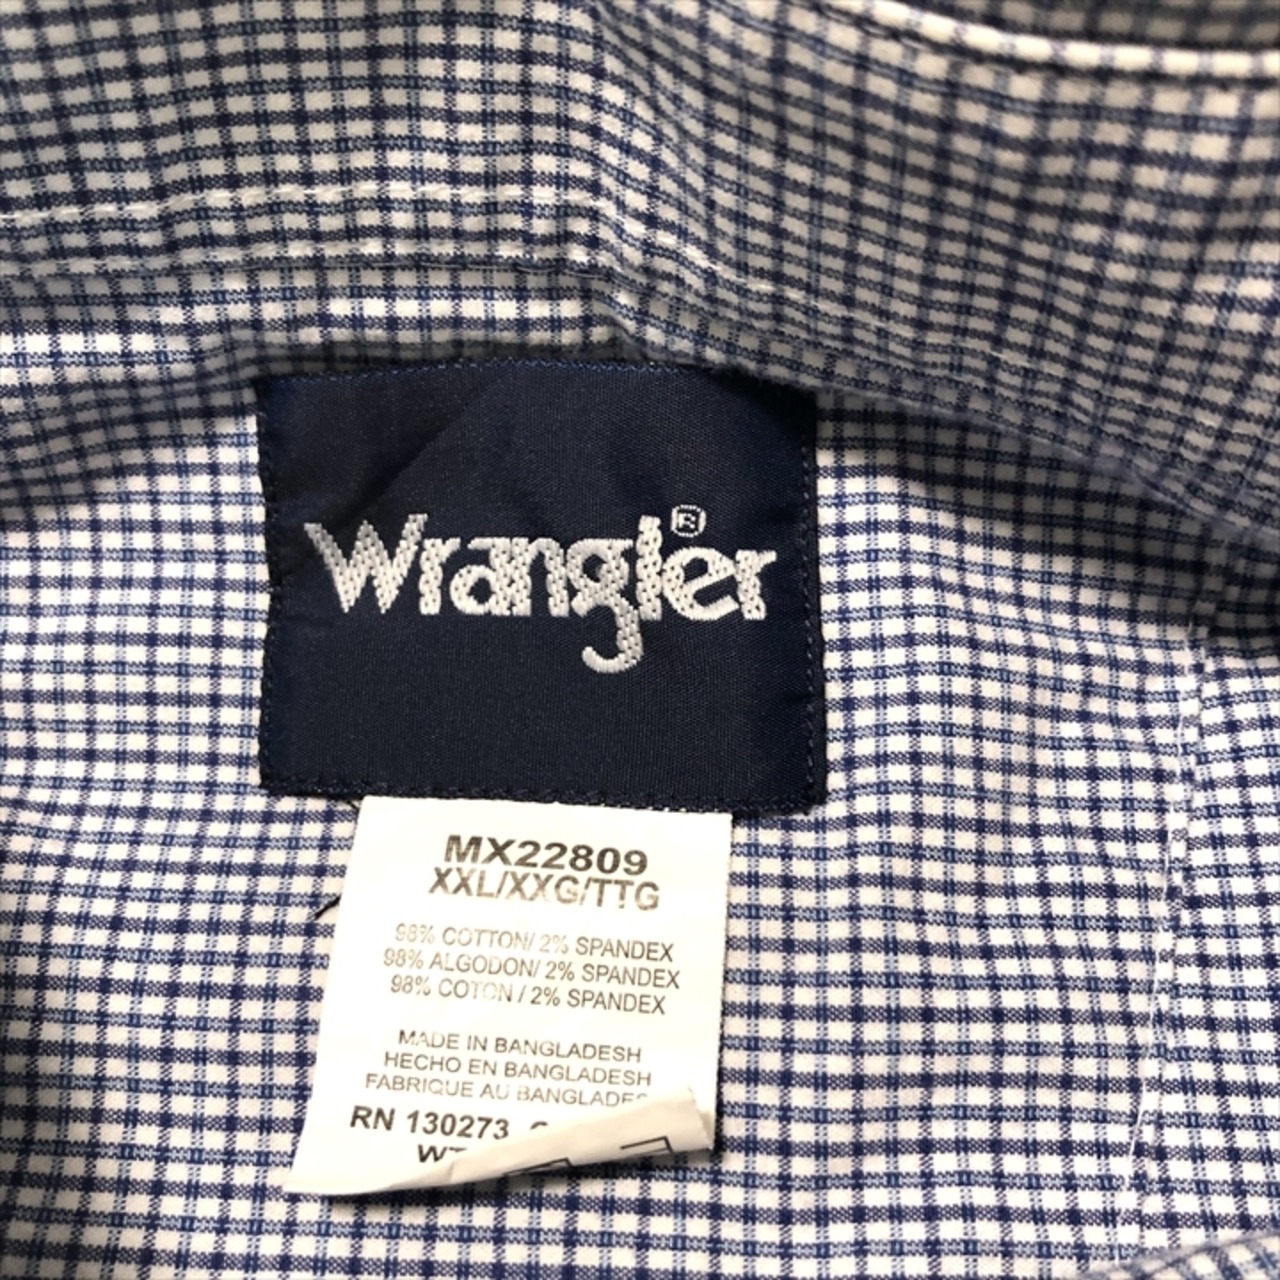 Wrangler®
MX22809
XXL/XXG/TTG
98% COTTON/ 2% SPANDEX
98% ALGODON/ 2% SPANDEX
98% COTON / 2% SPANDEX
MADE IN BANGLADESH
HECHO EN BANGLADESH
FABRIQUE AU
RN 130273